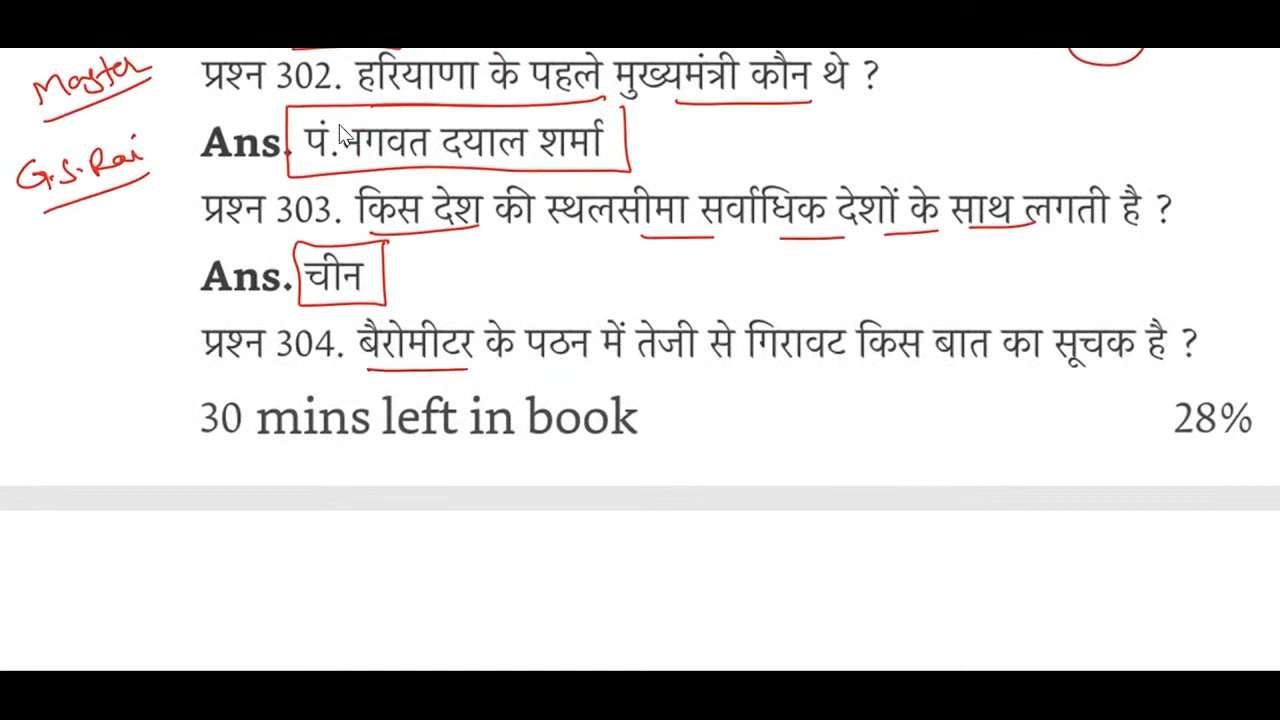 Master
G.S.Rai
प्रश्न 302. हरियाणा के पहले मुख्यमंत्री कौन थे ?
Ans. पं.भगवत दयाल शर्मा
प्रश्न 303. किस देश की स्थलसीमा सर्वाधिक देशों के साथ लगती है ?
Ans. चीन
प्रश्न 304. बैरोमीटर के पठन में तेजी से गिरावट किस बात का सूचक है ?
30 mins left in book 28%